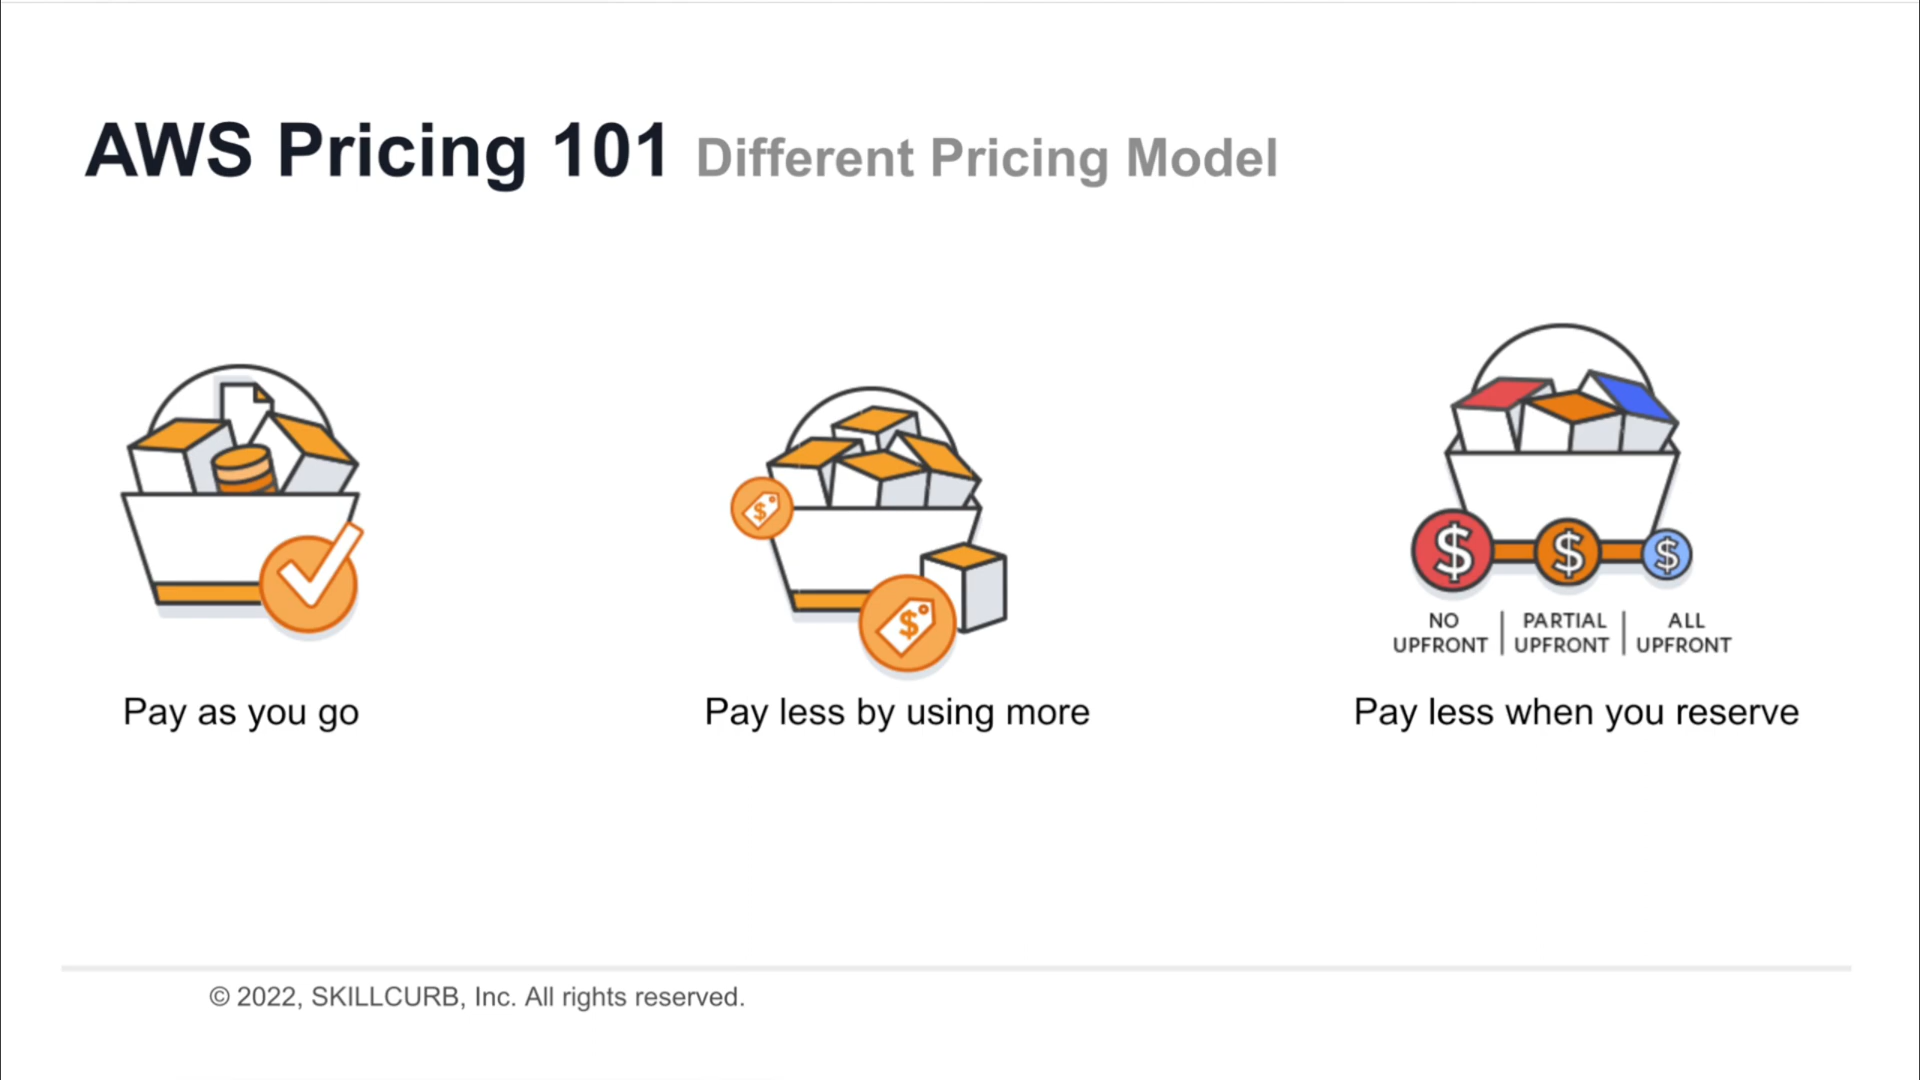 AWS Pricing 101 Different Pricing Model
$
$
$ $ $
NO UPFRONT | PARTIAL UPFRONT | ALL UPFRONT
Pay as you go
Pay less by using more
Pay less when you reserve
© 2022, SKILLCURB, Inc. All rights reserved.